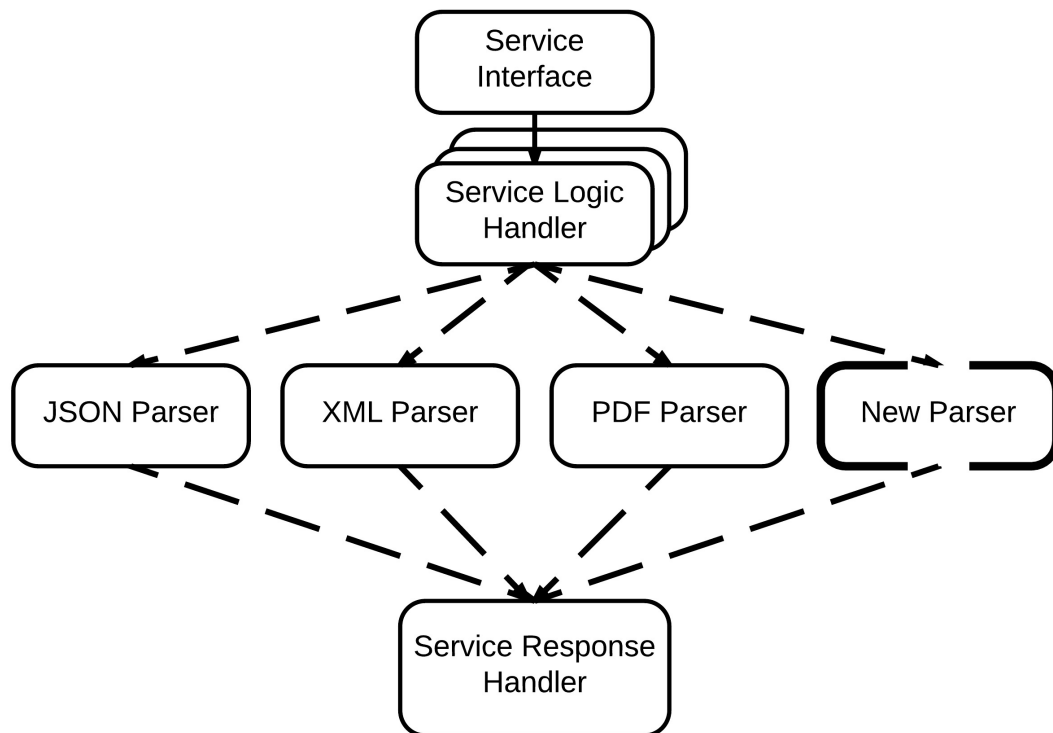 Service
Interface
Service Logic
Handler
JSON Parser
XML Parser
PDF Parser
New Parser
Service Response
Handler